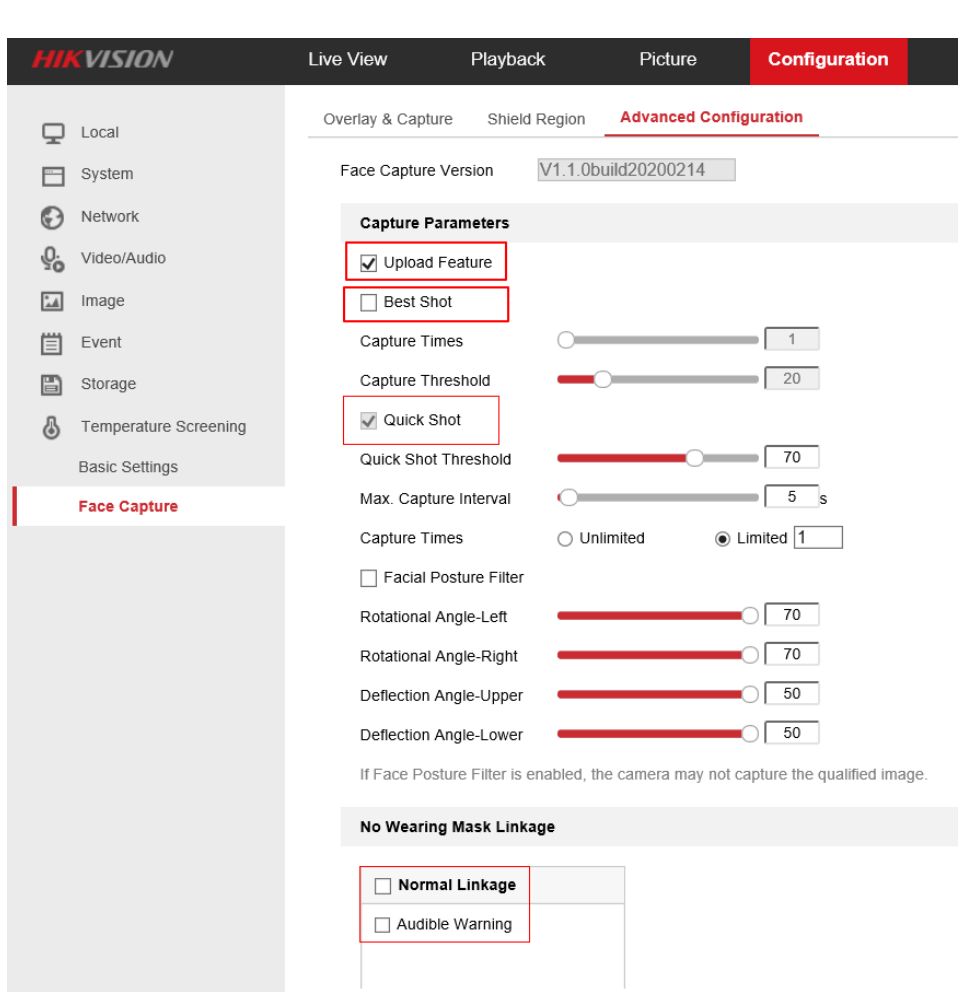 HIKVISION Live View Playback Picture Configuration
Overlay & Capture Shield Region Advanced Configuration
Local
System
Network
Video/Audio
Image
Event
Storage
Temperature Screening
Basic Settings
Face Capture
Face Capture Version V1.1.0build20200214
Capture Parameters
Upload Feature
Best Shot
Capture Times 1
Capture Threshold 20
Quick Shot
Quick Shot Threshold 70
Max. Capture Interval 5 s
Capture Times Unlimited Limited 1
Facial Posture Filter
Rotational Angle-Left 70
Rotational Angle-Right 70
Deflection Angle-Upper 50
Deflection Angle-Lower 50
If Face Posture Filter is enabled, the camera may not capture the qualified image.
No Wearing Mask Linkage
Normal Linkage
Audible Warning